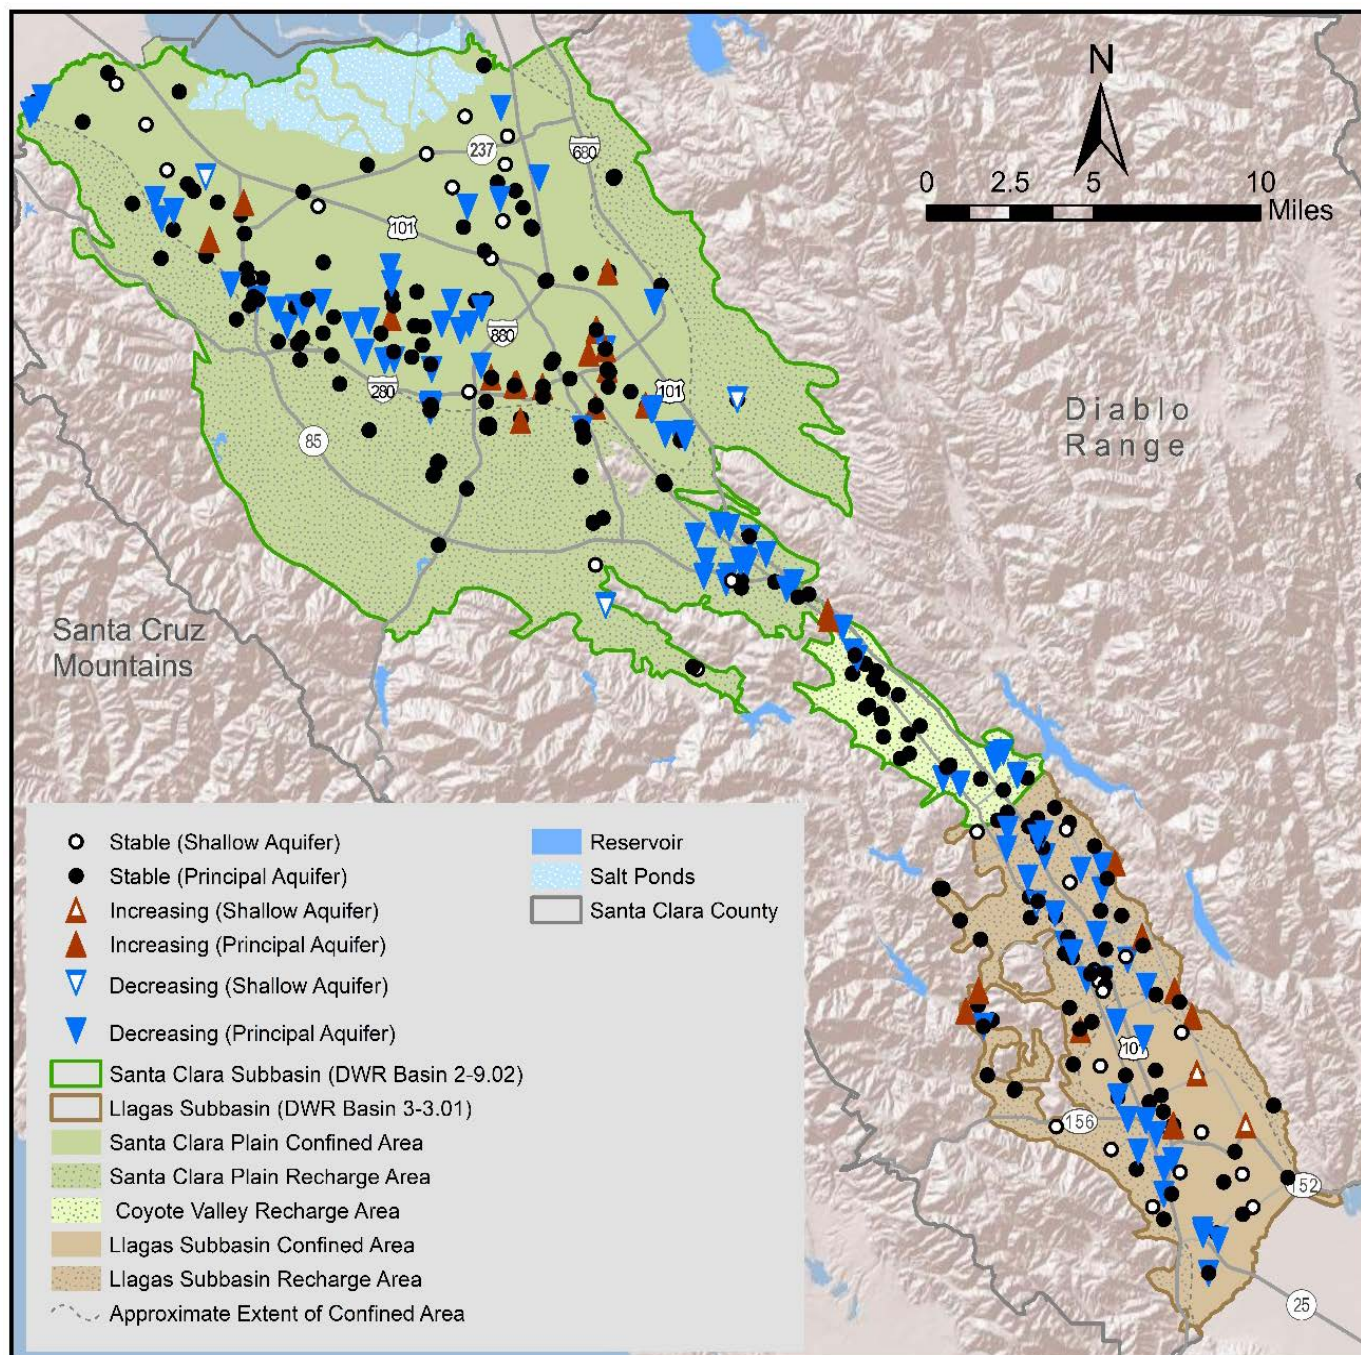 N
237
680
0 2.5 5 10
Miles
101
880
280
101
85
Diablo
Range
Santa Cruz
Mountains
Stable (Shallow Aquifer)
Stable (Principal Aquifer)
Increasing (Shallow Aquifer)
Increasing (Principal Aquifer)
Decreasing (Shallow Aquifer)
Decreasing (Principal Aquifer)
Santa Clara Subbasin (DWR Basin 2-9.02)
Llagas Subbasin (DWR Basin 3-3.01)
Santa Clara Plain Confined Area
Santa Clara Plain Recharge Area
Coyote Valley Recharge Area
Llagas Subbasin Confined Area
Llagas Subbasin Recharge Area
Approximate Extent of Confined Area
Reservoir
Salt Ponds
Santa Clara County
101
156
152
25